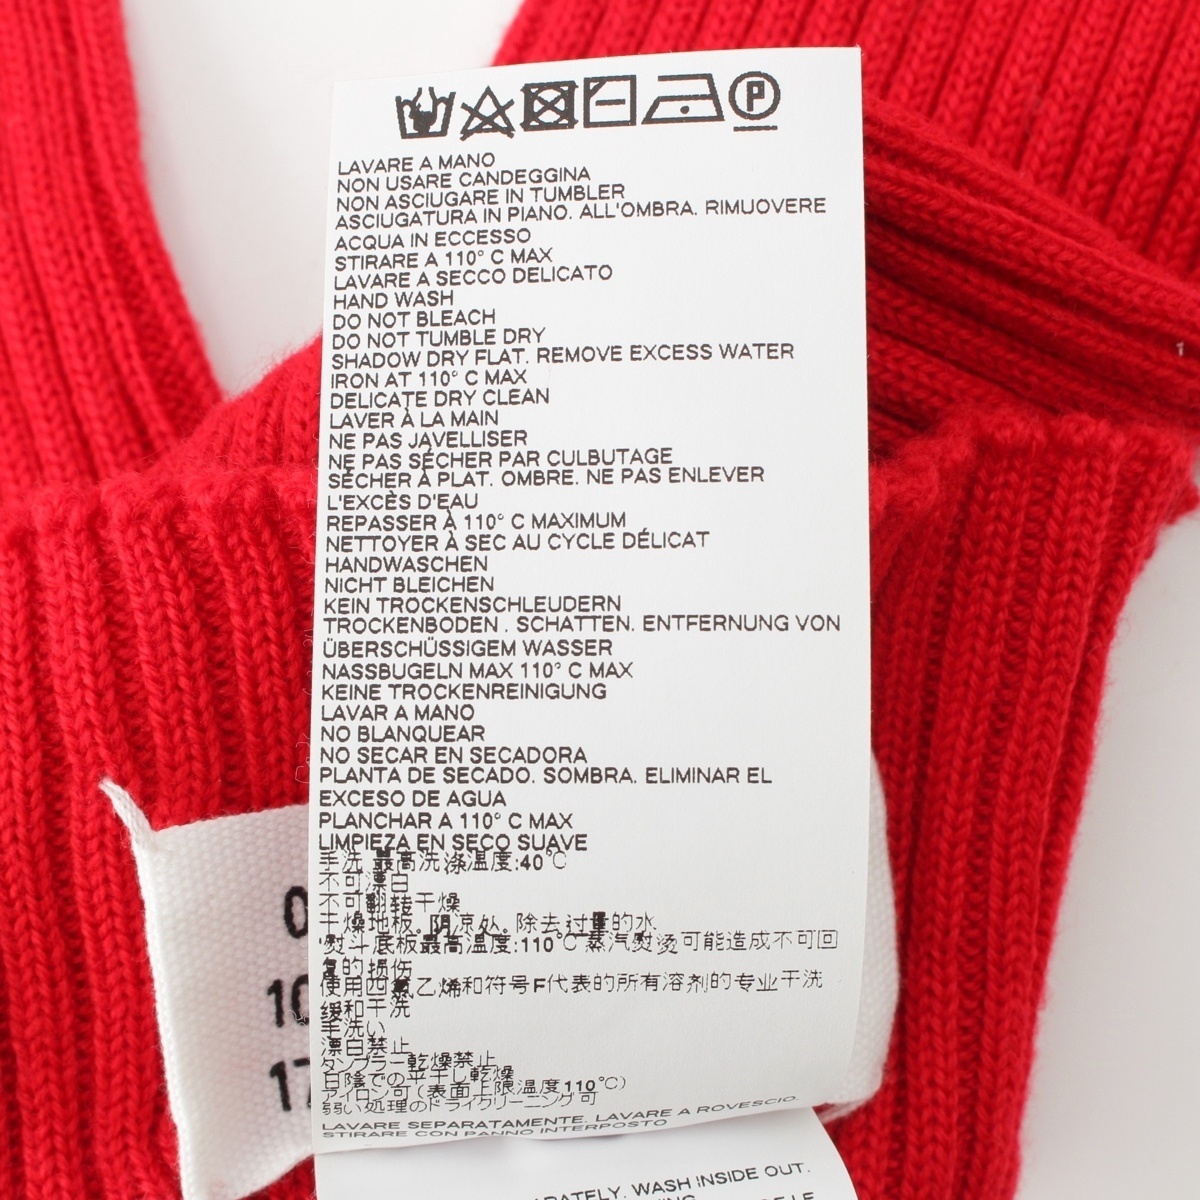 P
LAVARE A MANO
NON USARE CANDEGGINA
NON ASCIUGARE IN TUMBLER
ASCIUGATURA IN PIANO. ALL'OMBRA. RIMUOVERE
ACQUA IN ECCESSO
STIRARE A 110° C MAX
LAVARE A SECCO DELICATO
HAND WASH
DO NOT BLEACH
DO NOT TUMBLE DRY
SHADOW DRY FLAT. REMOVE EXCESS WATER
IRON AT 110° C MAX
DELICATE DRY CLEAN
LAVER À LA MAIN
NE PAS JAVELLISER
NE PAS SÉCHER PAR CULBUTAGE
SÉCHER À PLAT. OMBRE. NE PAS ENLEVER
L'EXCÈS D'EAU
REPASSER À 110° C MAXIMUM
NETTOYER À SEC AU CYCLE DÉLICAT
HANDWASCHEN
NICHT BLEICHEN
KEIN TROCKENSCHLEUDERN
TROCKENBODEN . SCHATTEN. ENTFERNUNG VON
ÜBERSCHÜSSIGEM WASSER
NASSBUGELN MAX 110° C MAX
KEINE TROCKENREINIGUNG
LAVAR A MANO
NO BLANQUEAR
NO SECAR EN SECADORA
PLANTA DE SECADO. SOMBRA. ELIMINAR EL
EXCESO DE AGUA
PLANCHAR A 110° C MAX
LIMPIEZA EN SECO SUAVE
手洗 最高洗涤温度:40℃
不可漂白
不可翻转干燥
干燥地板。阴凉处。除去过量的水
熨斗底板最高温度:110℃ 蒸汽熨烫可能造成不可回
复的损伤
使用四氯乙烯和符号F代表的所有溶剂的专业干洗
缓和干洗
手洗い
漂白禁止
タンブラー乾燥禁止
日陰での平干し乾燥
アイロン可(表面上限温度110℃)
弱い処理のドライクリーニング可
LAVARE SEPARATAMENTE. LAVARE A ROVESCIO.
STIRARE CON PANNO INTERPOSTO
WASH INSIDE OUT.
0
10
17